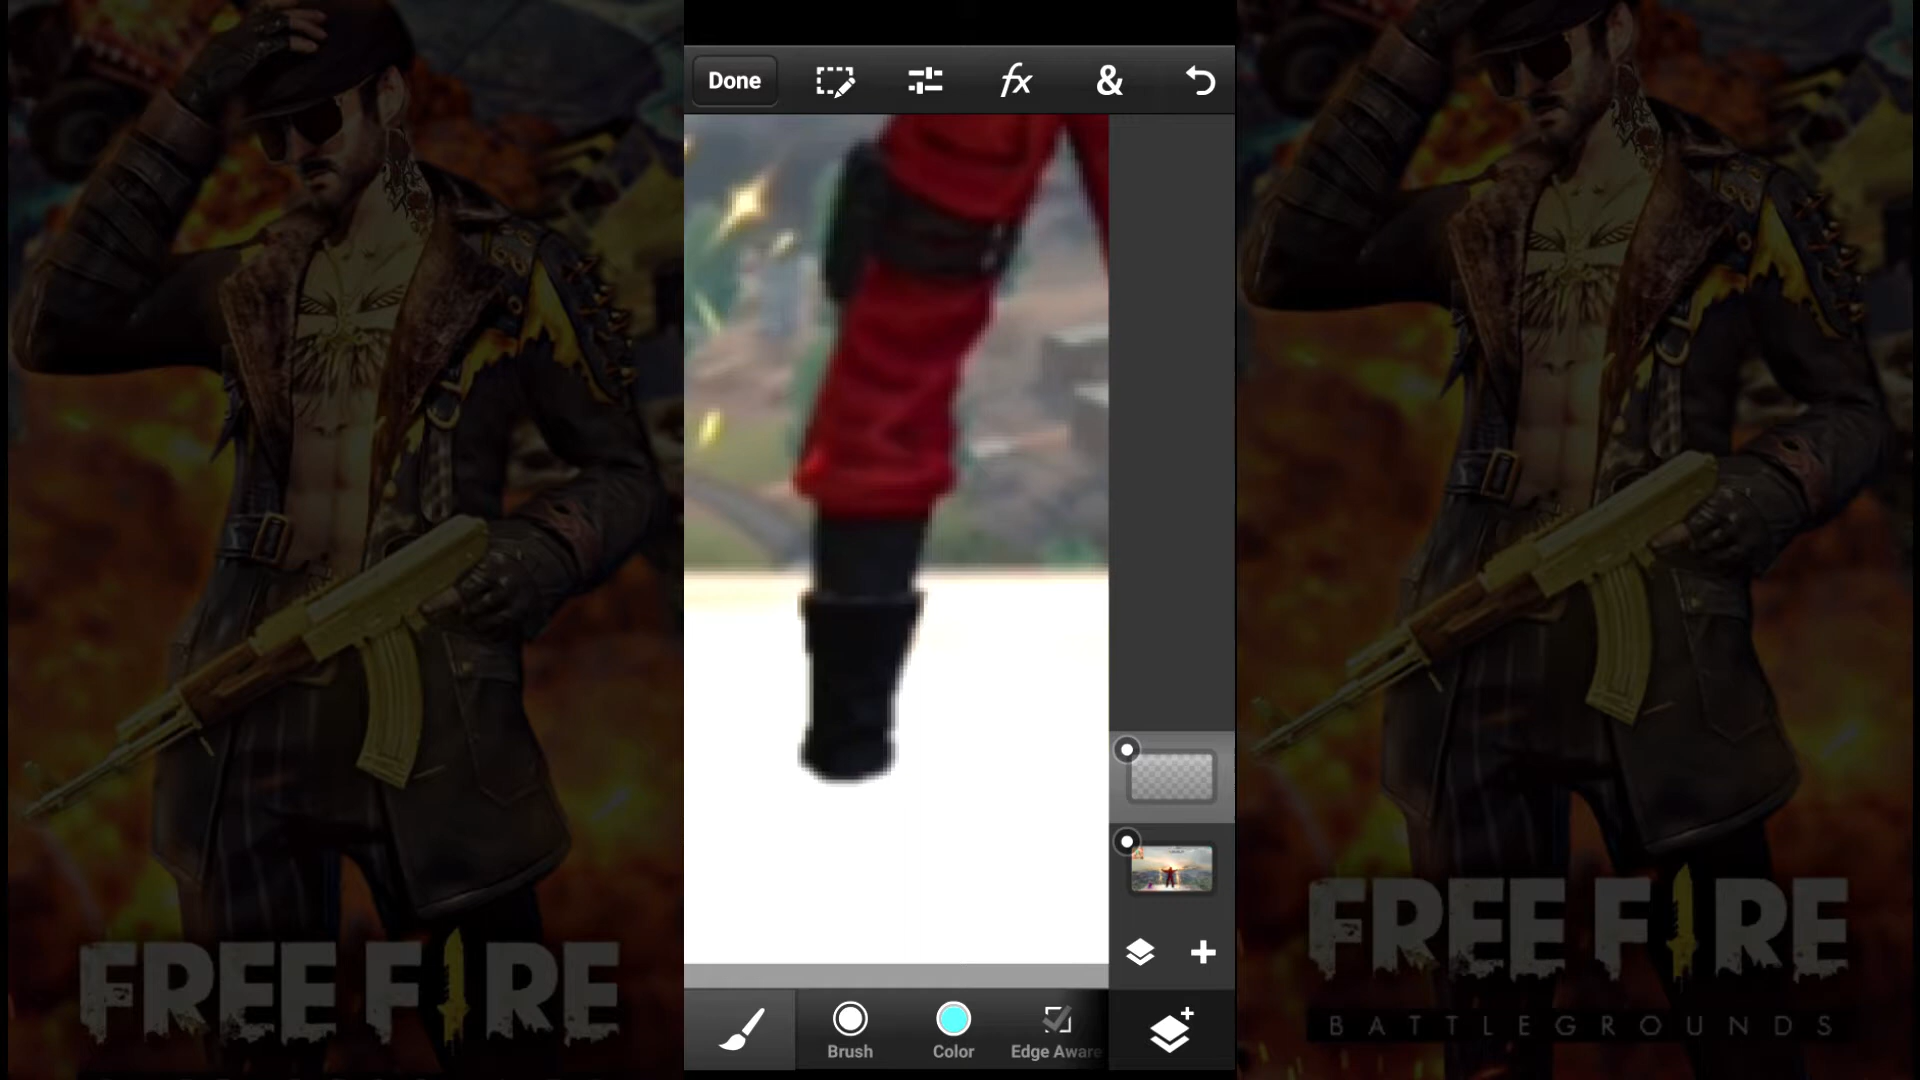 Done
fx
&
Brush
Color
Edge Aware
FREE FIRE
FREE FIRE
BATTLEGROUNDS